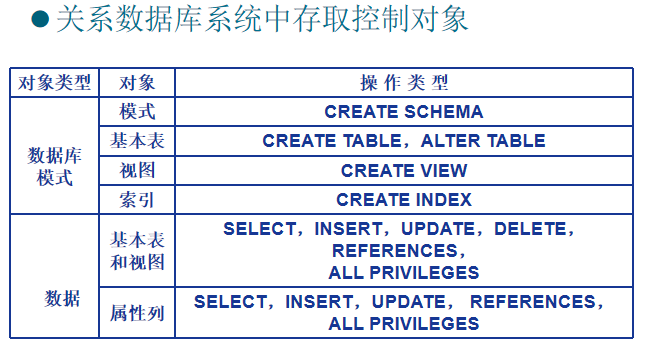 ●关系数据库系统中存取控制对象
对象类型 对象 操 作 类 型
数据库
模式
模式 CREATE SCHEMA
基本表 CREATE TABLE，ALTER TABLE
视图 CREATE VIEW
索引 CREATE INDEX
数据
基本表
和视图
SELECT，INSERT，UPDATE，DELETE，
REFERENCES，
ALL PRIVILEGES
属性列
SELECT，INSERT，UPDATE， REFERENCES，
ALL PRIVILEGES